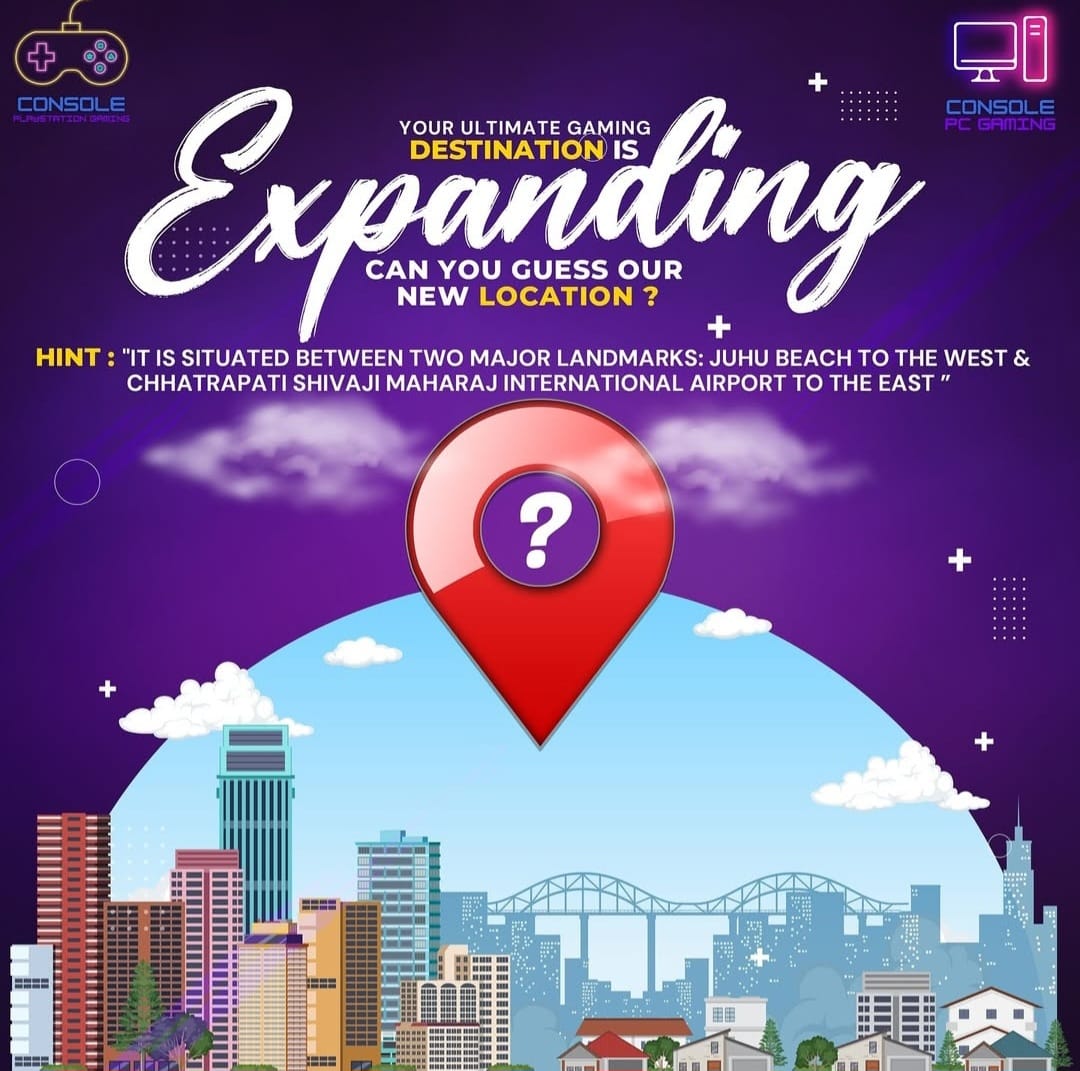 CONSOLE
PLAYSTATION GAMING
CONSOLE
PC GAMING
YOUR ULTIMATE GAMING
DESTINATION IS
Expanding
CAN YOU GUESS OUR
NEW LOCATION ?
HINT : "IT IS SITUATED BETWEEN TWO MAJOR LANDMARKS: JUHU BEACH TO THE WEST &
CHHATRAPATI SHIVAJI MAHARAJ INTERNATIONAL AIRPORT TO THE EAST "
?